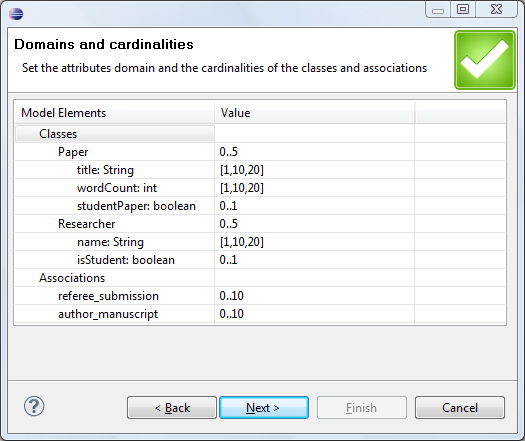 Domains and cardinalities
Set the attributes domain and the cardinalities of the classes and associations
Model Elements Value
Classes
Paper 0..5
title: String [1,10,20]
wordCount: int [1,10,20]
studentPaper: boolean 0..1
Researcher 0..5
name: String [1,10,20]
isStudent: boolean 0..1
Associations
referee_submission 0..10
author_manuscript 0..10
? < Back Next > Finish Cancel